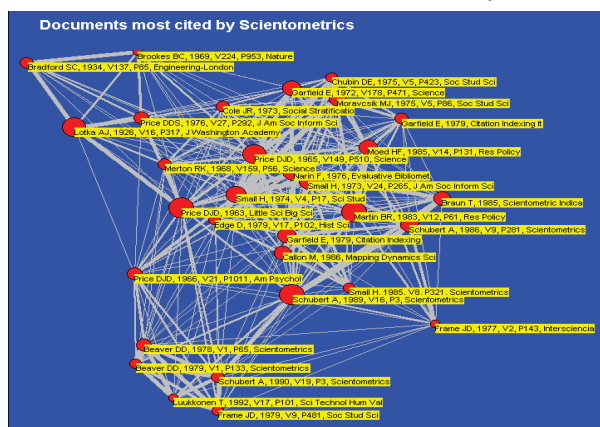 Documents most cited by Scientometrics
Brookes BC, 1969, V224, P953, Nature
Bradford SC, 1934, V137, P85, Engineering-London
Chubin DE, 1975, V5, P423, Soc Stud Sci
Garfield E, 1972, V178, P471, Science
Moravcsik MJ, 1975, V5, P86, Soc Stud Sci
Cole JR, 1973, Social Stratificatio
Price DDS, 1976, V27, P292, J Am Soc Inform Sci
Garfield E, 1979, Citation Indexing It
Lotka AJ, 1926, V16, P317, J Washington Academy
Moed HF, 1985, V14, P131, Res Policy
Price DJD, 1965, V149, P510, Science
Merton RK, 1968, V159, P56, Science
Narin F, 1976, Evaluative Bibliomet
Small H, 1973, V24, P265, J Am Soc Inform Sci
Small H, 1974, V4, P17, Sci Stud
Braun T, 1985, Scientometric Indica
Price DJD, 1963, Little Sci Big Sci
Martin BR, 1983, V12, P61, Res Policy
Edge D, 1979, V17, P102, Hist Sci
Schubert A, 1986, V9, P281, Scientometrics
Garfield E, 1979, Citation Indexing
Callon M, 1986, Mapping Dynamics Sci
Price DJD, 1966, V21, P1011, Am Psychol
Small H, 1985, V8, P321, Scientometrics
Schubert A, 1989, V16, P3, Scientometrics
Frame JD, 1977, V2, P143, Intersciencia
Beaver DD, 1978, V1, P65, Scientometrics
Beaver DD, 1979, V1, P133, Scientometrics
Schubert A, 1990, V19, P3, Scientometrics
Luukkonen T, 1992, V17, P101, Sci Technol Hum Val
Frame JD, 1979, V9, P481, Soc Stud Sci